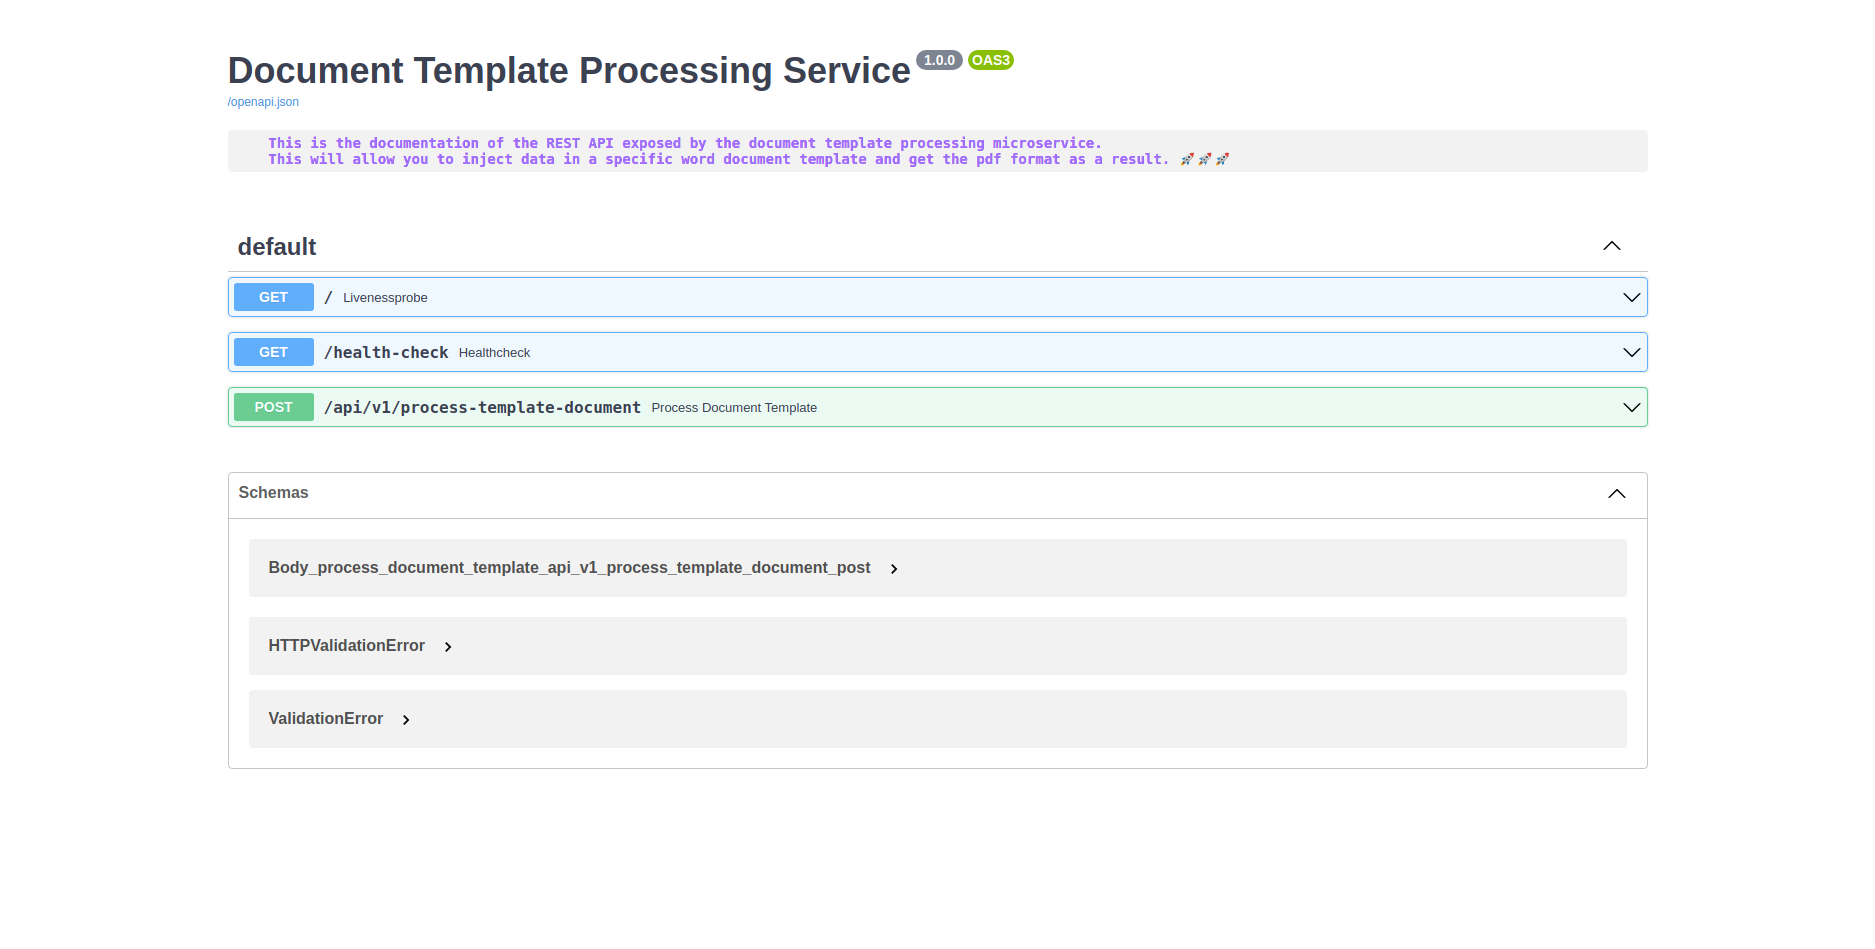 Document Template Processing Service 1.0.0 OAS3
/openapi.json
This is the documentation of the REST API exposed by the document template processing microservice.
This will allow you to inject data in a specific word document template and get the pdf format as a result. 🚀🚀🚀
default
GET / Livenessprobe
GET /health-check Healthcheck
POST /api/v1/process-template-document Process Document Template
Schemas
Body_process_document_template_api_v1_process_template_document_post
HTTPValidationError
ValidationError